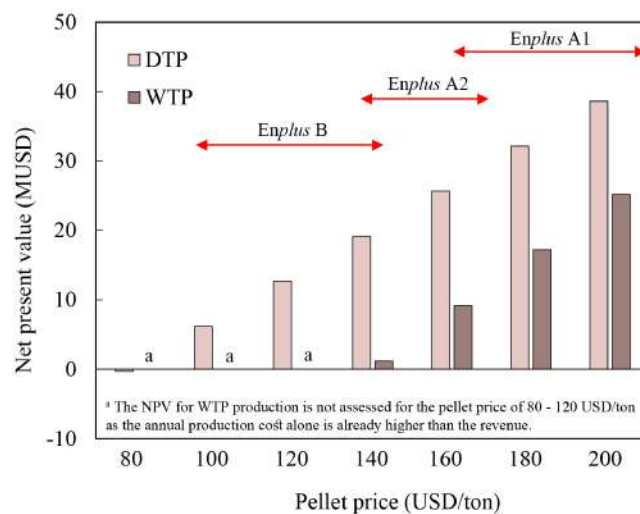 50
40
30
20
10
0
-10
Net present value (MUSD)
DTP
WTP
Enplus A1
Enplus A2
Enplus B
a
a
a
ᵃ The NPV for WTP production is not assessed for the pellet price of 80 - 120 USD/ton
as the annual production cost alone is already higher than the revenue.
80 100 120 140 160 180 200
Pellet price (USD/ton)